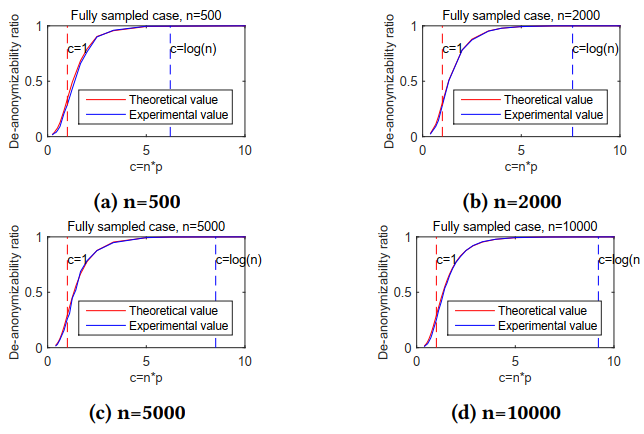 Fully sampled case, n=500
De-anonymizability ratio
1
0.5
0
c=1
c=log(n)
Theoretical value
Experimental value
0 5 10
c=n*p
(a) n=500
Fully sampled case, n=2000
De-anonymizability ratio
1
0.5
0
c=1
c=log(n)
Theoretical value
Experimental value
0 5 10
c=n*p
(b) n=2000
Fully sampled case, n=5000
De-anonymizability ratio
1
0.5
0
c=1
c=log(n)
Theoretical value
Experimental value
0 5 10
c=n*p
(c) n=5000
Fully sampled case, n=10000
De-anonymizability ratio
1
0.5
0
c=1
c=log(n
Theoretical value
Experimental value
0 5 10
c=n*p
(d) n=10000